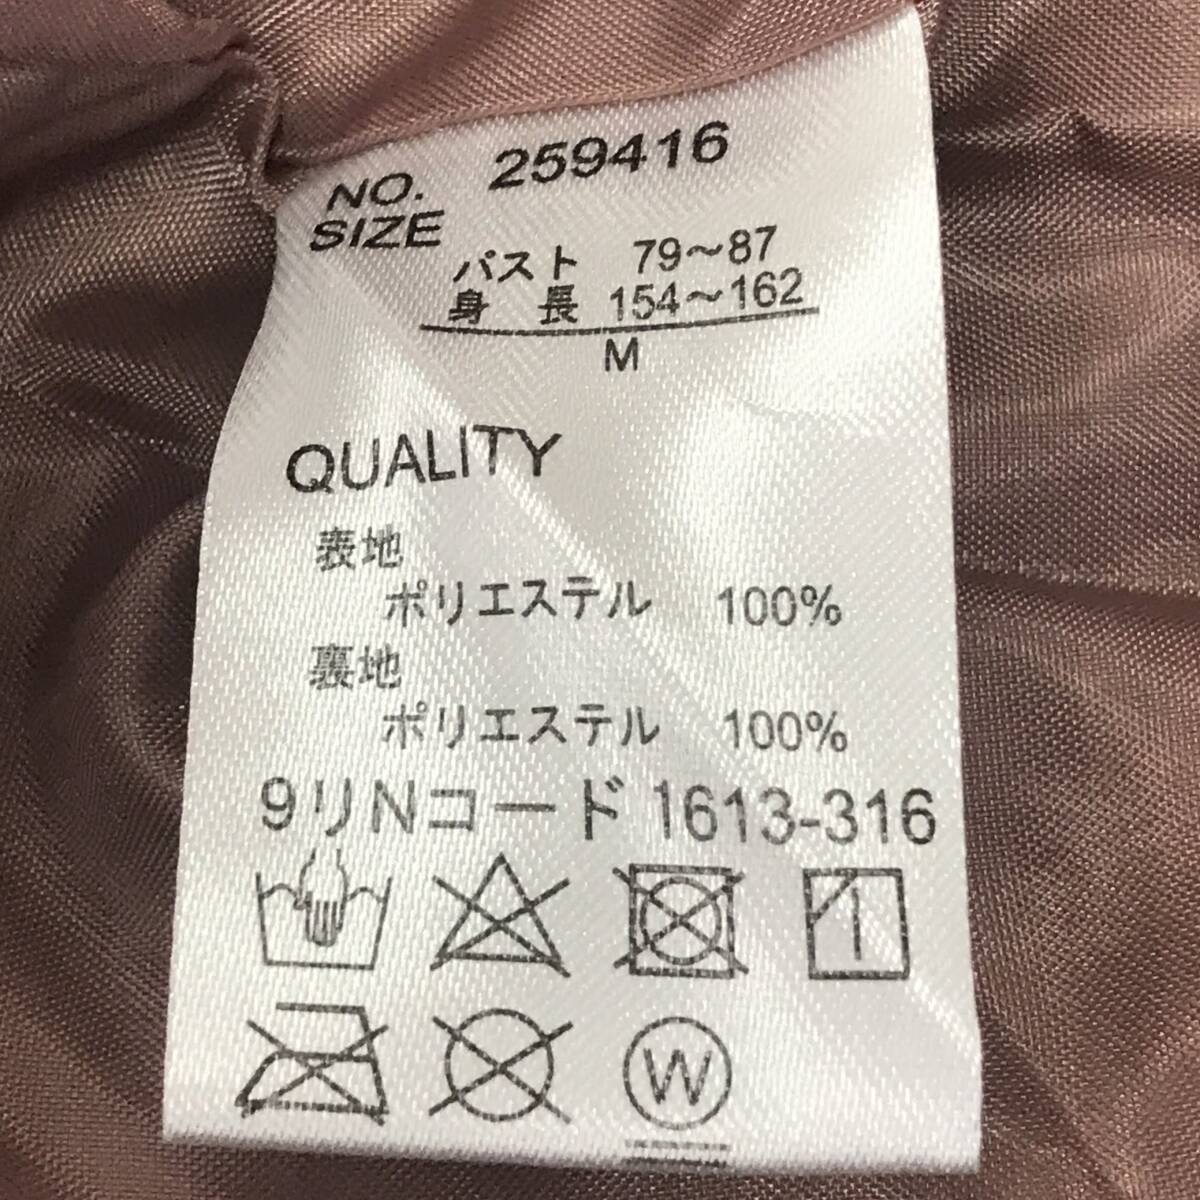 NO. 259416
SIZE
バスト 79～87
身 長 154～162
M
QUALITY
表地
ポリエステル 100%
裏地
ポリエステル 100%
9リNコード 1613-316
W